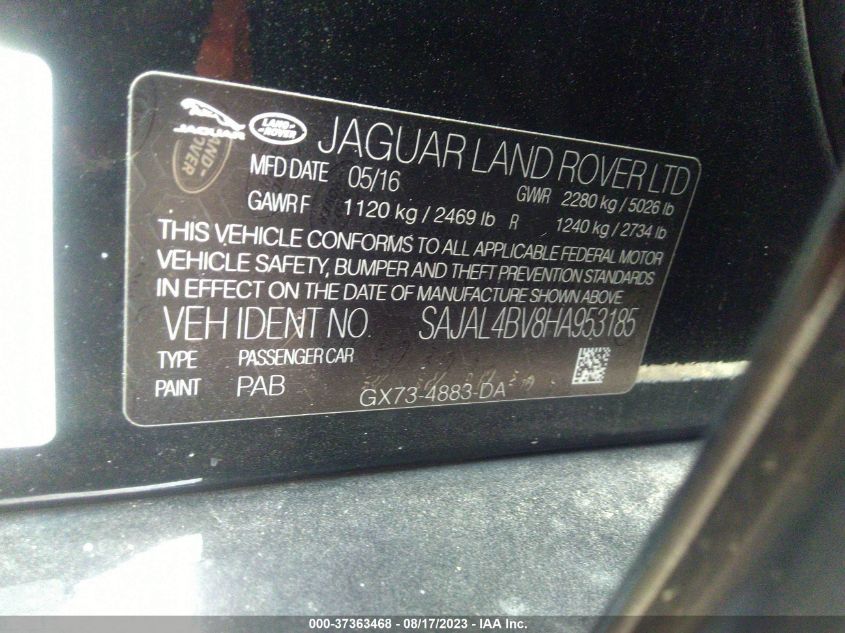 JAGUAR LAND ROVER JAGUAR LAND ROVER LTD
LAND ROVER
MFD DATE 05/16 GVWR 2280 kg / 5026 lb
GAWR F 1120 kg / 2469 lb R 1240 kg / 2734 lb
THIS VEHICLE CONFORMS TO ALL APPLICABLE FEDERAL MOTOR
VEHICLE SAFETY, BUMPER AND THEFT PREVENTION STANDARDS
IN EFFECT ON THE DATE OF MANUFACTURE SHOWN ABOVE
VEH IDENT NO. SAJAL4BV8HA953185
TYPE PASSENGER CAR
PAINT PAB GX73-4883-DA
000-37363468 - 08/17/2023 - IAA Inc.